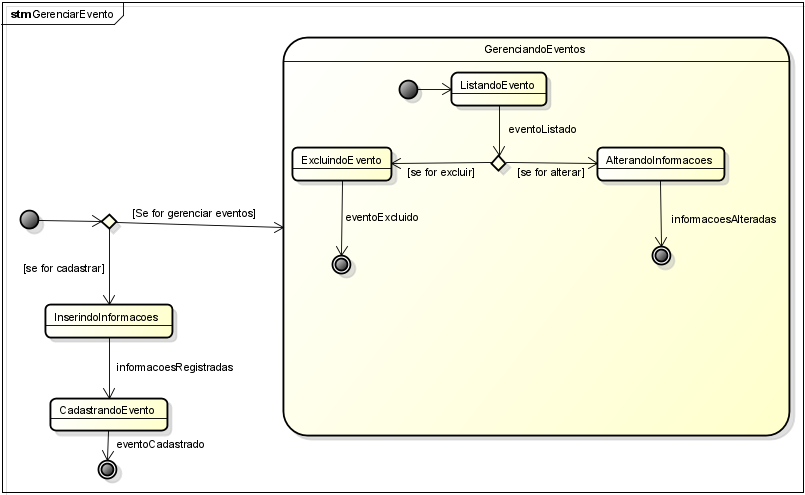 stm GerenciarEvento
GerenciandoEventos
ListandoEvento
eventoListado
ExcluindoEvento
[se for excluir]
[se for alterar]
AlterandoInformacoes
eventoExcluido
informacoesAlteradas
[Se for gerenciar eventos]
[se for cadastrar]
InserindoInformacoes
informacoesRegistradas
CadastrandoEvento
eventoCadastrado